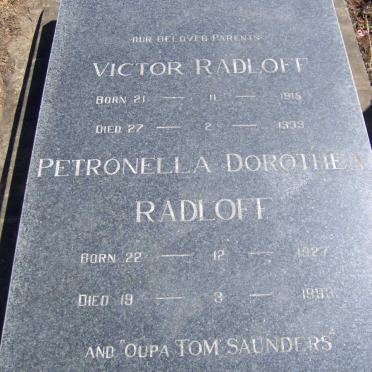 OUR BELOVED PARENTS
VICTOR RADLOFF
BORN 21 — 11 — 1915
DIED 27 — 2 — 1999
PETRONELLA DOROTHEA
RADLOFF
BORN 22 — 12 — 1927
DIED 19 — 3 — 1993
AND "OUPA TOM SAUNDERS"